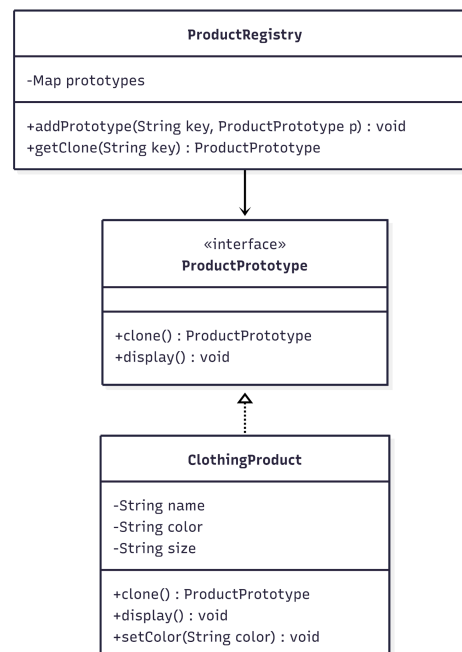 ProductRegistry
-Map prototypes
+addPrototype(String key, ProductPrototype p) : void
+getClone(String key) : ProductPrototype
«interface»
ProductPrototype
+clone() : ProductPrototype
+display() : void
ClothingProduct
-String name
-String color
-String size
+clone() : ProductPrototype
+display() : void
+setColor(String color) : void